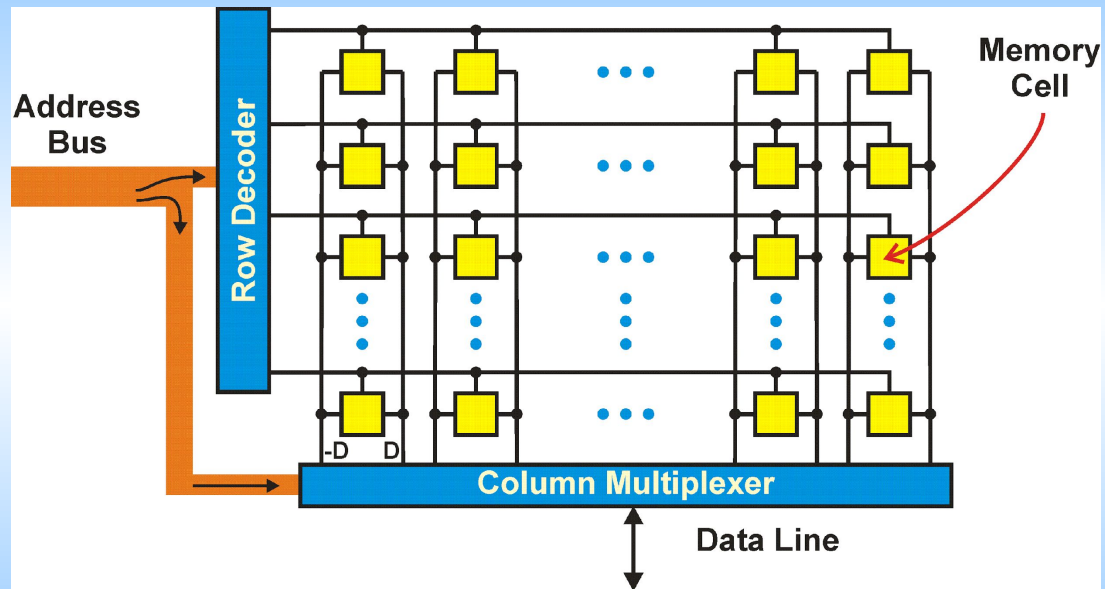 Address
Bus
Row Decoder
Memory
Cell
-D
D
Column Multiplexer
Data Line